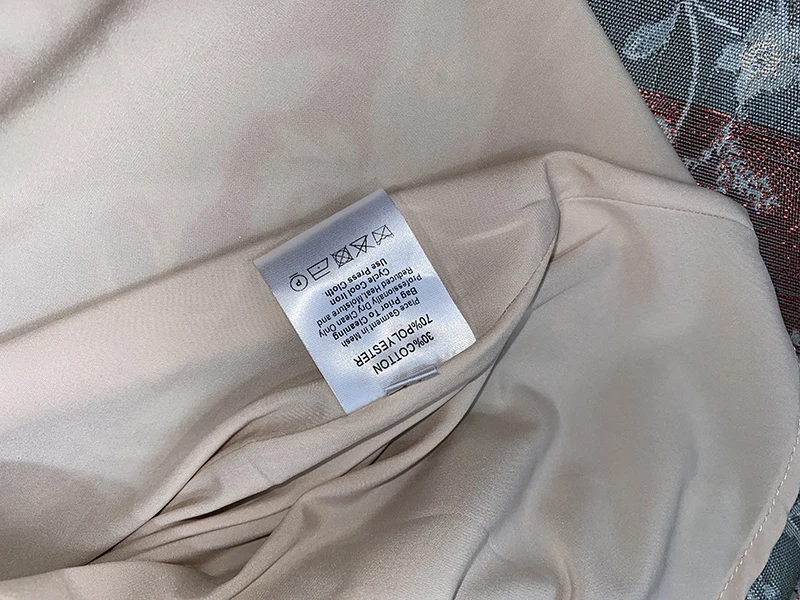 30%COTTON
70%POLYESTER
Place Garment in Mesh
Bag Prior To Cleaning
Professionally Dry Clean Only
Reduced Heat Moisture and
Cycle Cool Iron
Use Press Cloth
P